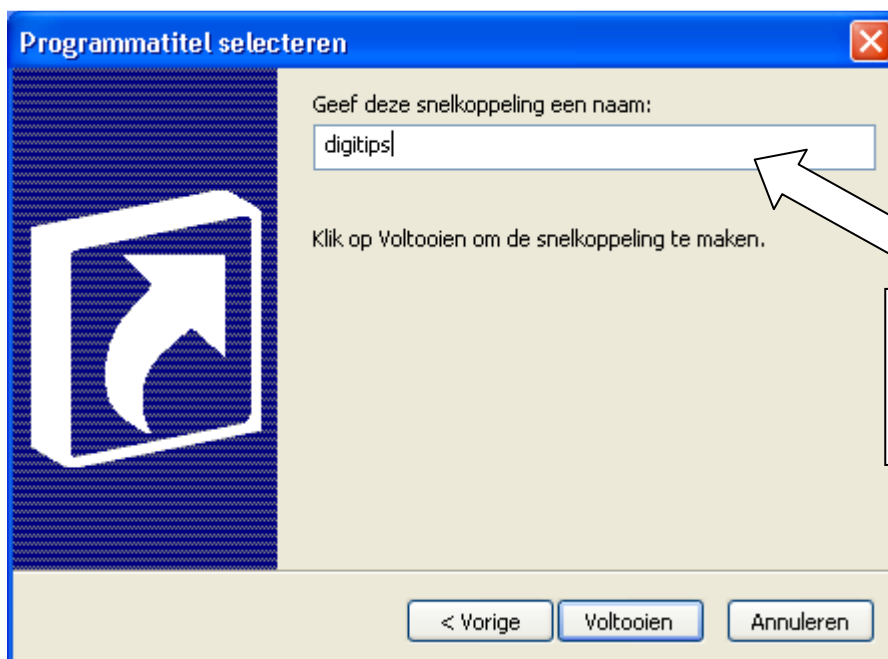 Programmatitel selecteren
Geef deze snelkoppeling een naam:
digitips
Klik op Voltooien om de snelkoppeling te maken.
< Vorige
Voltooien
Annuleren